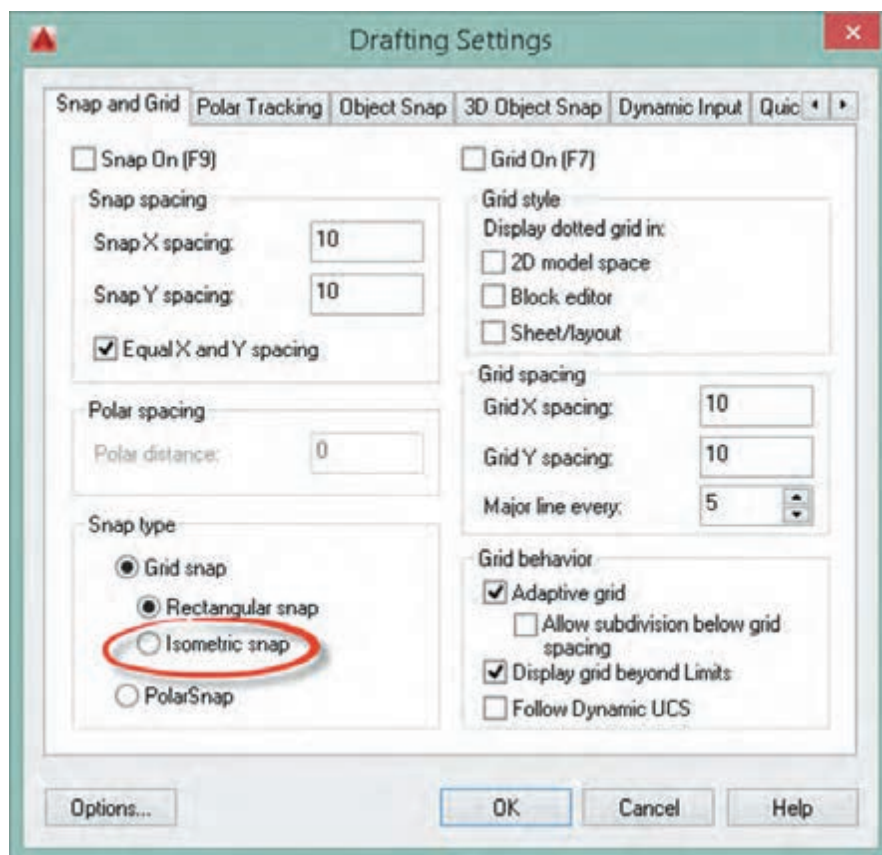 Drafting Settings
Snap and Grid
Polar Tracking
Object Snap
3D Object Snap
Dynamic Input
Quic
Snap On (F9)
Snap spacing
Snap X spacing: 10
Snap Y spacing: 10
Equal X and Y spacing
Polar spacing
Polar distance: 0
Snap type
Grid snap
Rectangular snap
Isometric snap
PolarSnap
Grid On (F7)
Grid style
Display dotted grid in:
2D model space
Block editor
Sheet/layout
Grid spacing
Grid X spacing: 10
Grid Y spacing: 10
Major line every: 5
Grid behavior
Adaptive grid
Allow subdivision below grid
spacing
Display grid beyond Limits
Follow Dynamic UCS
Options...
OK
Cancel
Help